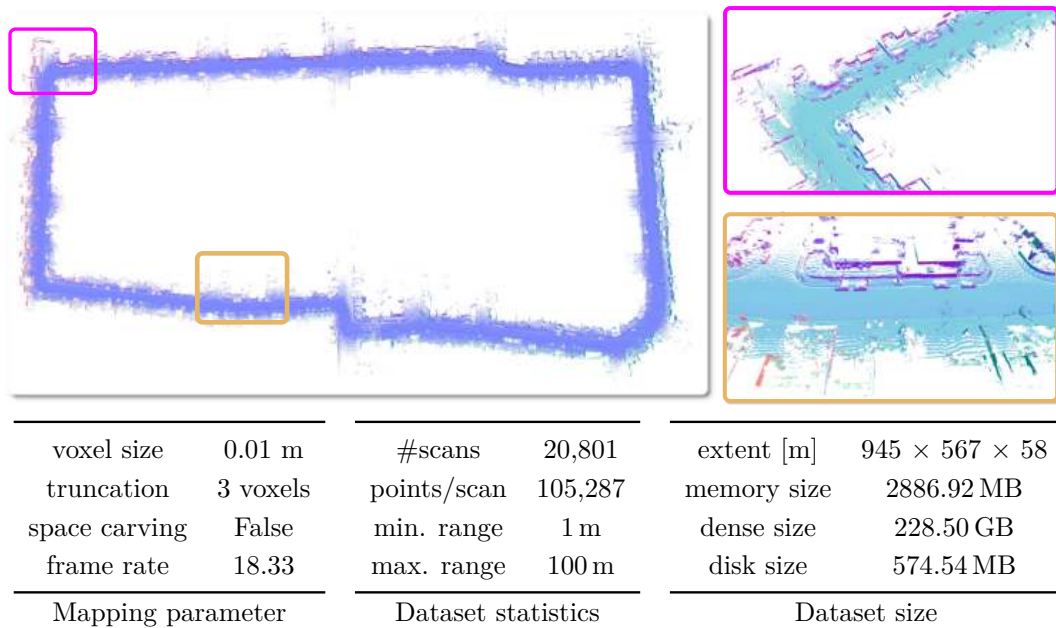 voxel size 0.01 m
truncation 3 voxels
space carving False
frame rate 18.33
Mapping parameter
#scans 20,801
points/scan 105,287
min. range 1 m
max. range 100 m
Dataset statistics
extent [m] 945 × 567 × 58
memory size 2886.92 MB
dense size 228.50 GB
disk size 574.54 MB
Dataset size